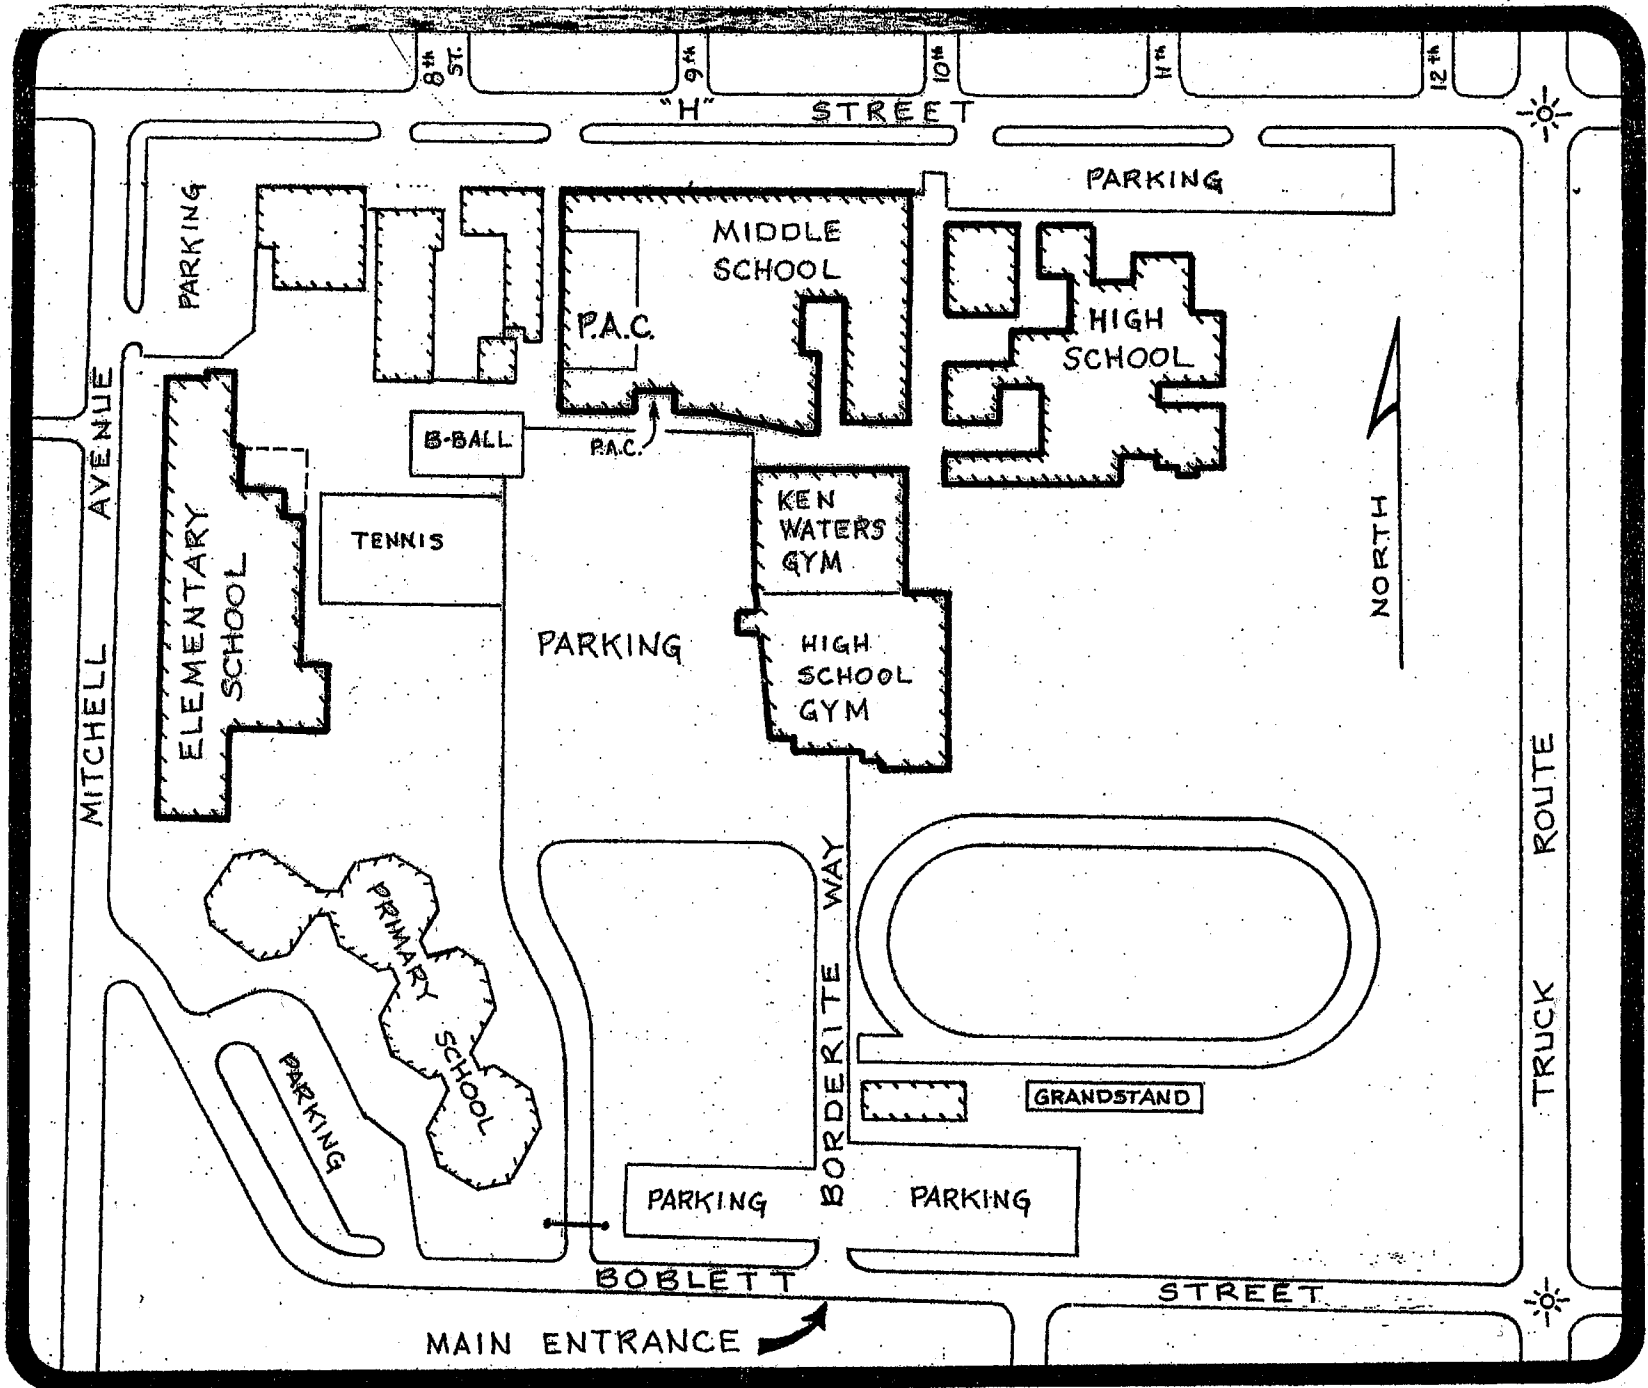 8th
ST.
9th
10th
11th
12th
"H" STREET
PARKING
PARKING
MIDDLE
SCHOOL
P.A.C.
HIGH
SCHOOL
MITCHELL AVENUE
B-BALL
P.A.C.
ELEMENTARY
SCHOOL
TENNIS
KEN
WATERS
GYM
NORTH
PARKING
HIGH
SCHOOL
GYM
TRUCK ROUTE
PRIMARY
SCHOOL
BORDERITE WAY
PARKING
GRANDSTAND
PARKING
PARKING
BOBLETT STREET
MAIN ENTRANCE